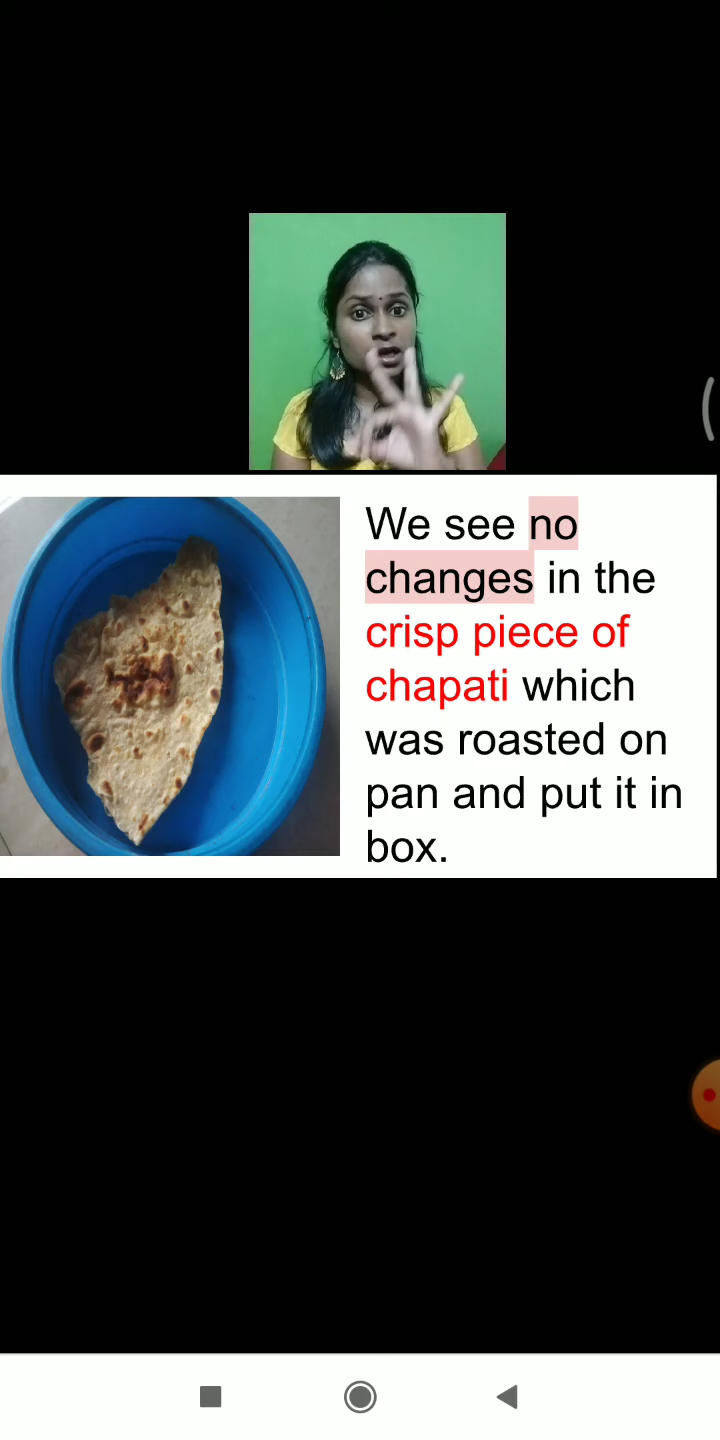 We see no
changes in the
crisp piece of
chapati which
was roasted on
pan and put it in
box.